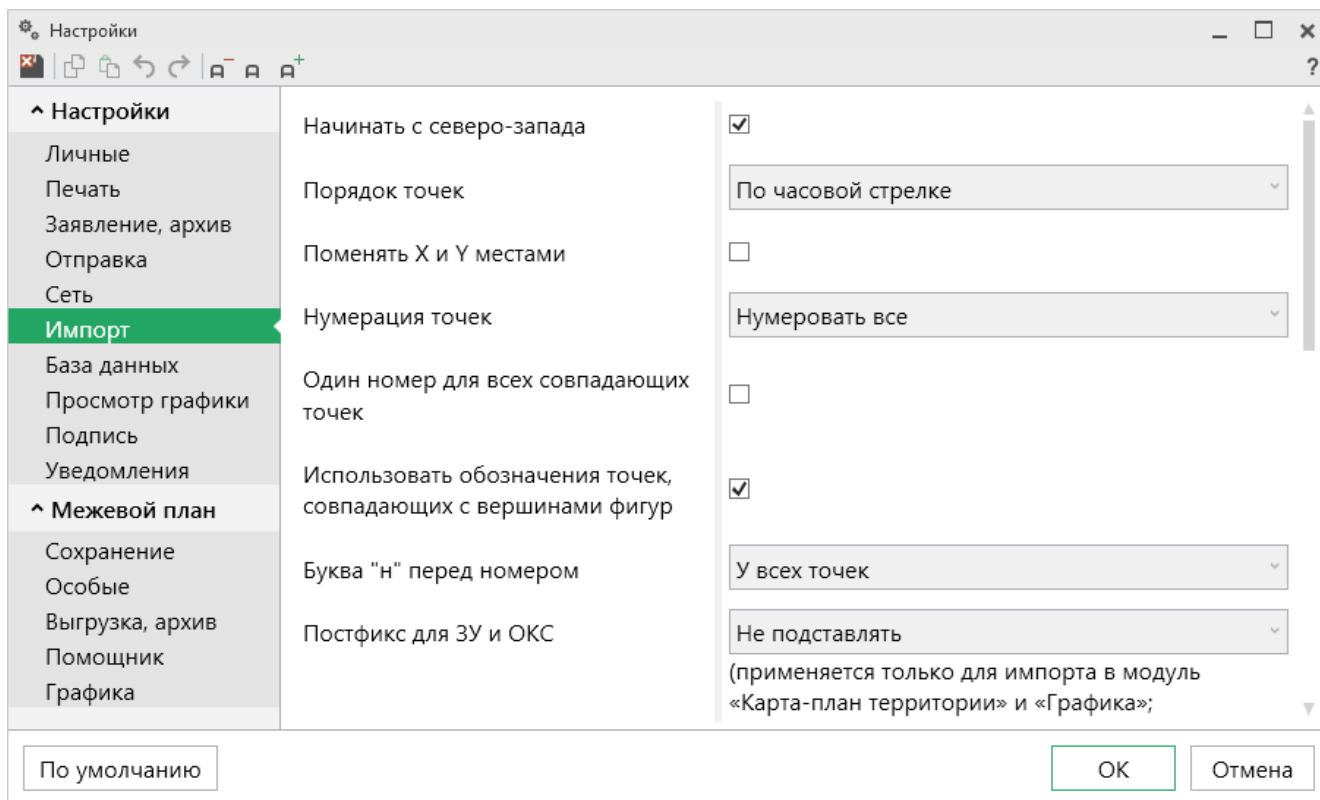 Настройки
?
Настройки
Личные
Печать
Заявление, архив
Отправка
Сеть
Импорт
База данных
Просмотр графики
Подпись
Уведомления
Межевой план
Сохранение
Особые
Выгрузка, архив
Помощник
Графика
Начинать с северо-запада
Порядок точек
По часовой стрелке
Поменять X и Y местами
Нумерация точек
Нумеровать все
Один номер для всех совпадающих
точек
Использовать обозначения точек,
совпадающих с вершинами фигур
Буква "н" перед номером
У всех точек
Постфикс для ЗУ и ОКС
Не подставлять
(применяется только для импорта в модуль
«Карта-план территории» и «Графика»;
По умолчанию
ОК
Отмена